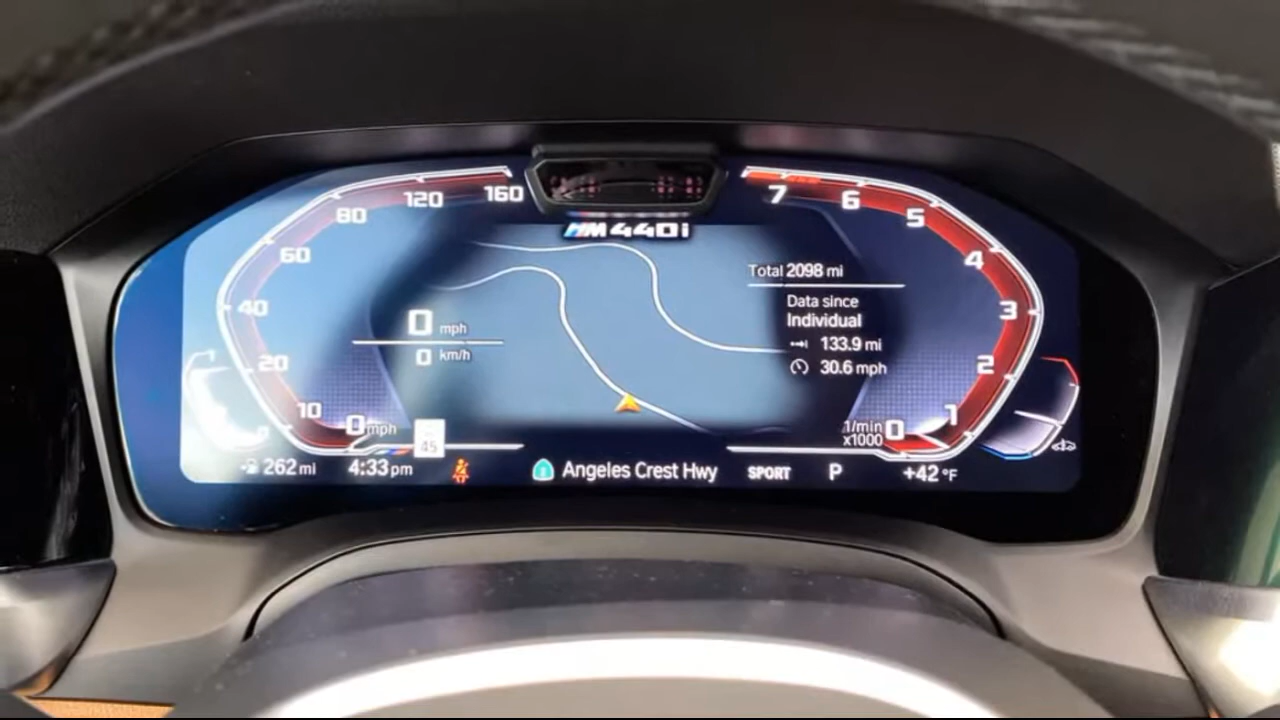 160
120
80
60
40
20
10
0 mph
M440i
7
6
5
4
3
2
1
0
1/min
x1000
Total 2098 mi
Data since
Individual
133.9 mi
30.6 mph
0 mph
0 km/h
45
262 mi
4:33 pm
Angeles Crest Hwy
SPORT
P
+42 °F